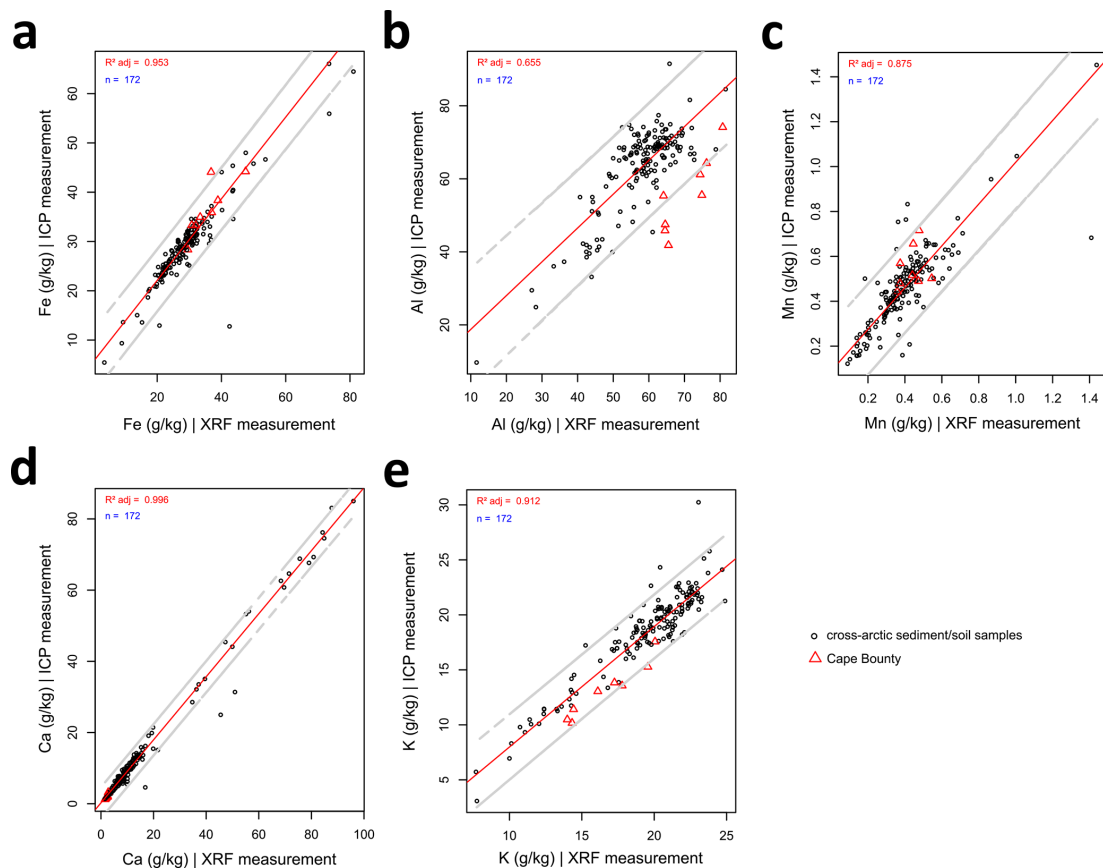 a
R² adj = 0.953
n = 172
60
50
40
30
20
10
0
20
40
60
80
Fe (g/kg) | ICP measurement
Fe (g/kg) | XRF measurement
b
R² adj = 0.655
n = 172
80
60
40
20
10
20
30
40
50
60
70
80
Al (g/kg) | ICP measurement
Al (g/kg) | XRF measurement
c
R² adj = 0.875
n = 172
1.4
1.2
1.0
0.8
0.6
0.4
0.2
0.2
0.4
0.6
0.8
1.0
1.2
1.4
Mn (g/kg) | ICP measurement
Mn (g/kg) | XRF measurement
d
R² adj = 0.996
n = 172
80
60
40
20
0
0
20
40
60
80
100
Ca (g/kg) | ICP measurement
Ca (g/kg) | XRF measurement
e
R² adj = 0.912
n = 172
30
25
20
15
10
5
10
15
20
25
K (g/kg) | ICP measurement
K (g/kg) | XRF measurement
cross-arctic sediment/soil samples
Cape Bounty